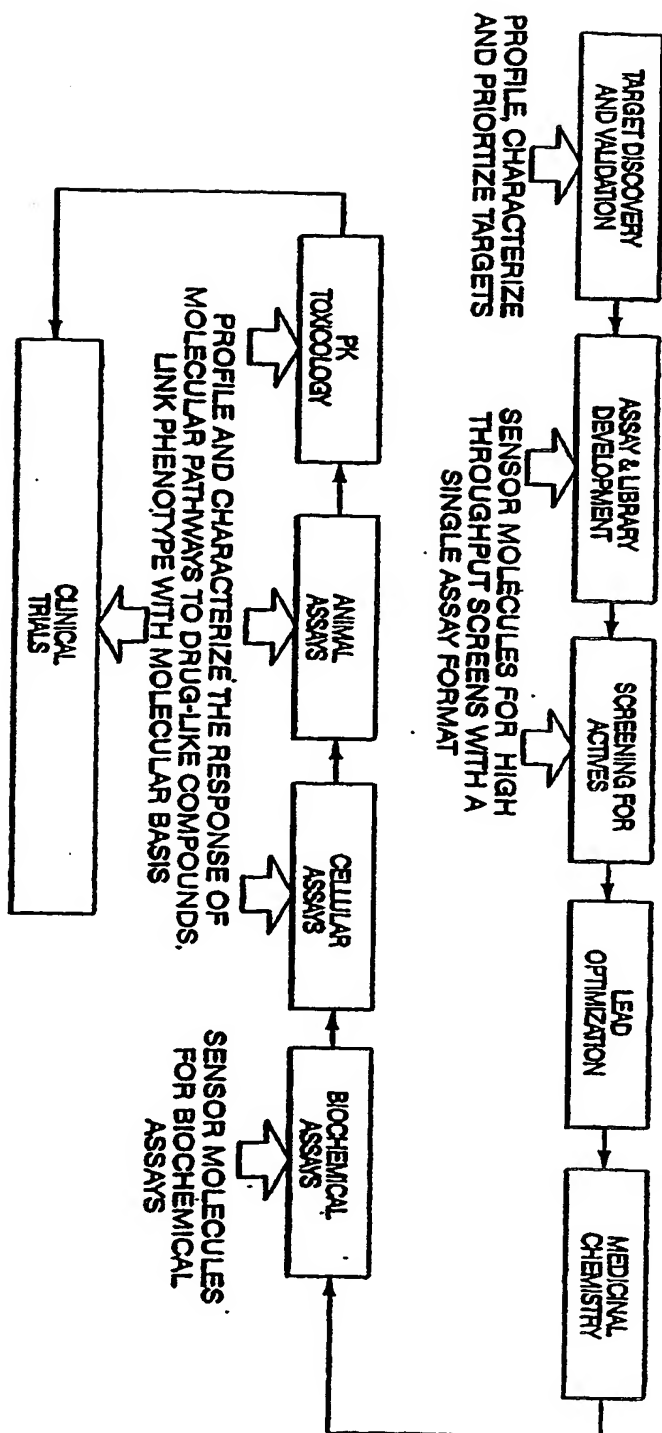 TARGET DISCOVERY
AND VALIDATION
ASSAY & LIBRARY
DEVELOPMENT
SCREENING FOR
ACTIVES
LEAD
OPTIMIZATION
MEDICINAL
CHEMISTRY
PROFILE, CHARACTERIZE
AND PRIORTIZE TARGETS
SENSOR MOLECULES FOR HIGH
THROUGHPUT SCREENS WITH A
SINGLE ASSAY FORMAT
PK
TOXICOLOGY
ANIMAL
ASSAYS
CELLULAR
ASSAYS
BIOCHEMICAL
ASSAYS
PROFILE AND CHARACTERIZE THE RESPONSE OF
MOLECULAR PATHWAYS TO DRUG-LIKE COMPOUNDS,
LINK PHENOTYPE WITH MOLECULAR BASIS
SENSOR MOLECULES
FOR BIOCHEMICAL
ASSAYS
CLINICAL
TRIALS